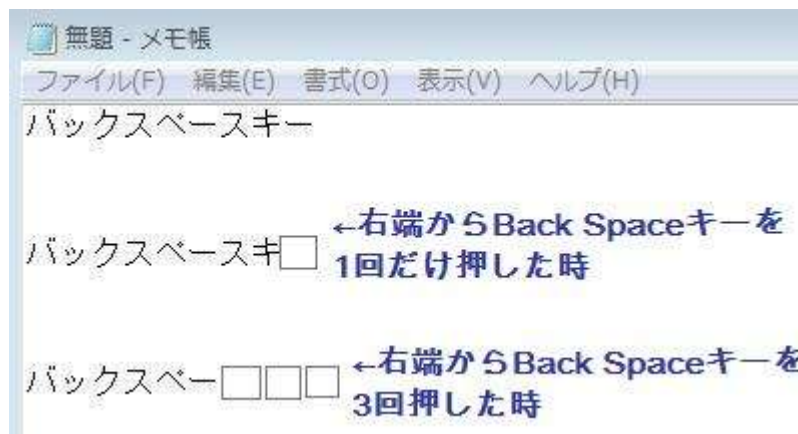 無題 - メモ帳
ファイル(F) 編集(E) 書式(O) 表示(V) ヘルプ(H)
バックスペースキー
バックスペースキ□ ←右端からBack Spaceキーを
1回だけ押した時
バックスペー□□□ ←右端からBack Spaceキーを
3回押した時